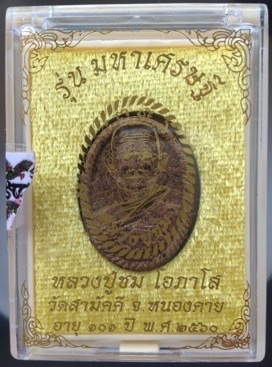 รุ่น มหาเศรษฐี
หลวงปู่ชม โอภาโส
วัดสามัคคี จ.หนองคาย
อายุ ๑๐๑ ปี พ.ศ.๒๕๖๐